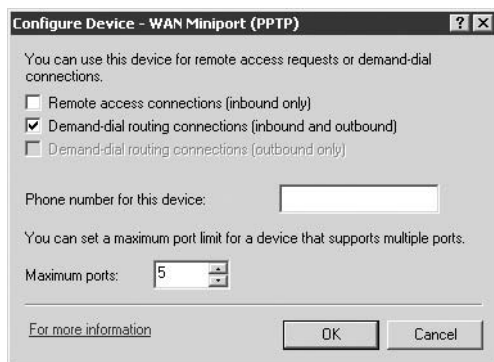 Configure Device - WAN Miniport (PPTP)
You can use this device for remote access requests or demand-dial
connections.
Remote access connections (inbound only)
Demand-dial routing connections (inbound and outbound)
Demand-dial routing connections (outbound only)
Phone number for this device:
You can set a maximum port limit for a device that supports multiple ports.
Maximum ports: 5
For more information OK Cancel